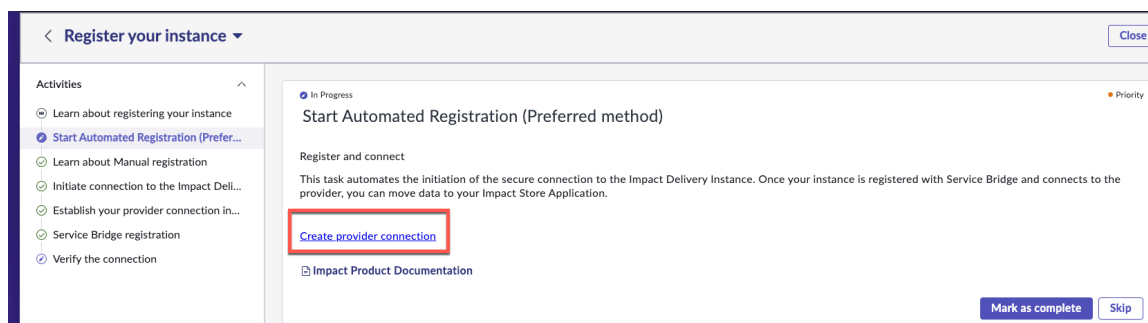 Register your instance
Close
Activities
Learn about registering your instance
Start Automated Registration (Prefer...
Learn about Manual registration
Initiate connection to the Impact Deli...
Establish your provider connection in...
Service Bridge registration
Verify the connection
In Progress
Priority
Start Automated Registration (Preferred method)
Register and connect
This task automates the initiation of the secure connection to the Impact Delivery Instance. Once your instance is registered with Service Bridge and connects to the
provider, you can move data to your Impact Store Application.
Create provider connection
Impact Product Documentation
Mark as complete
Skip